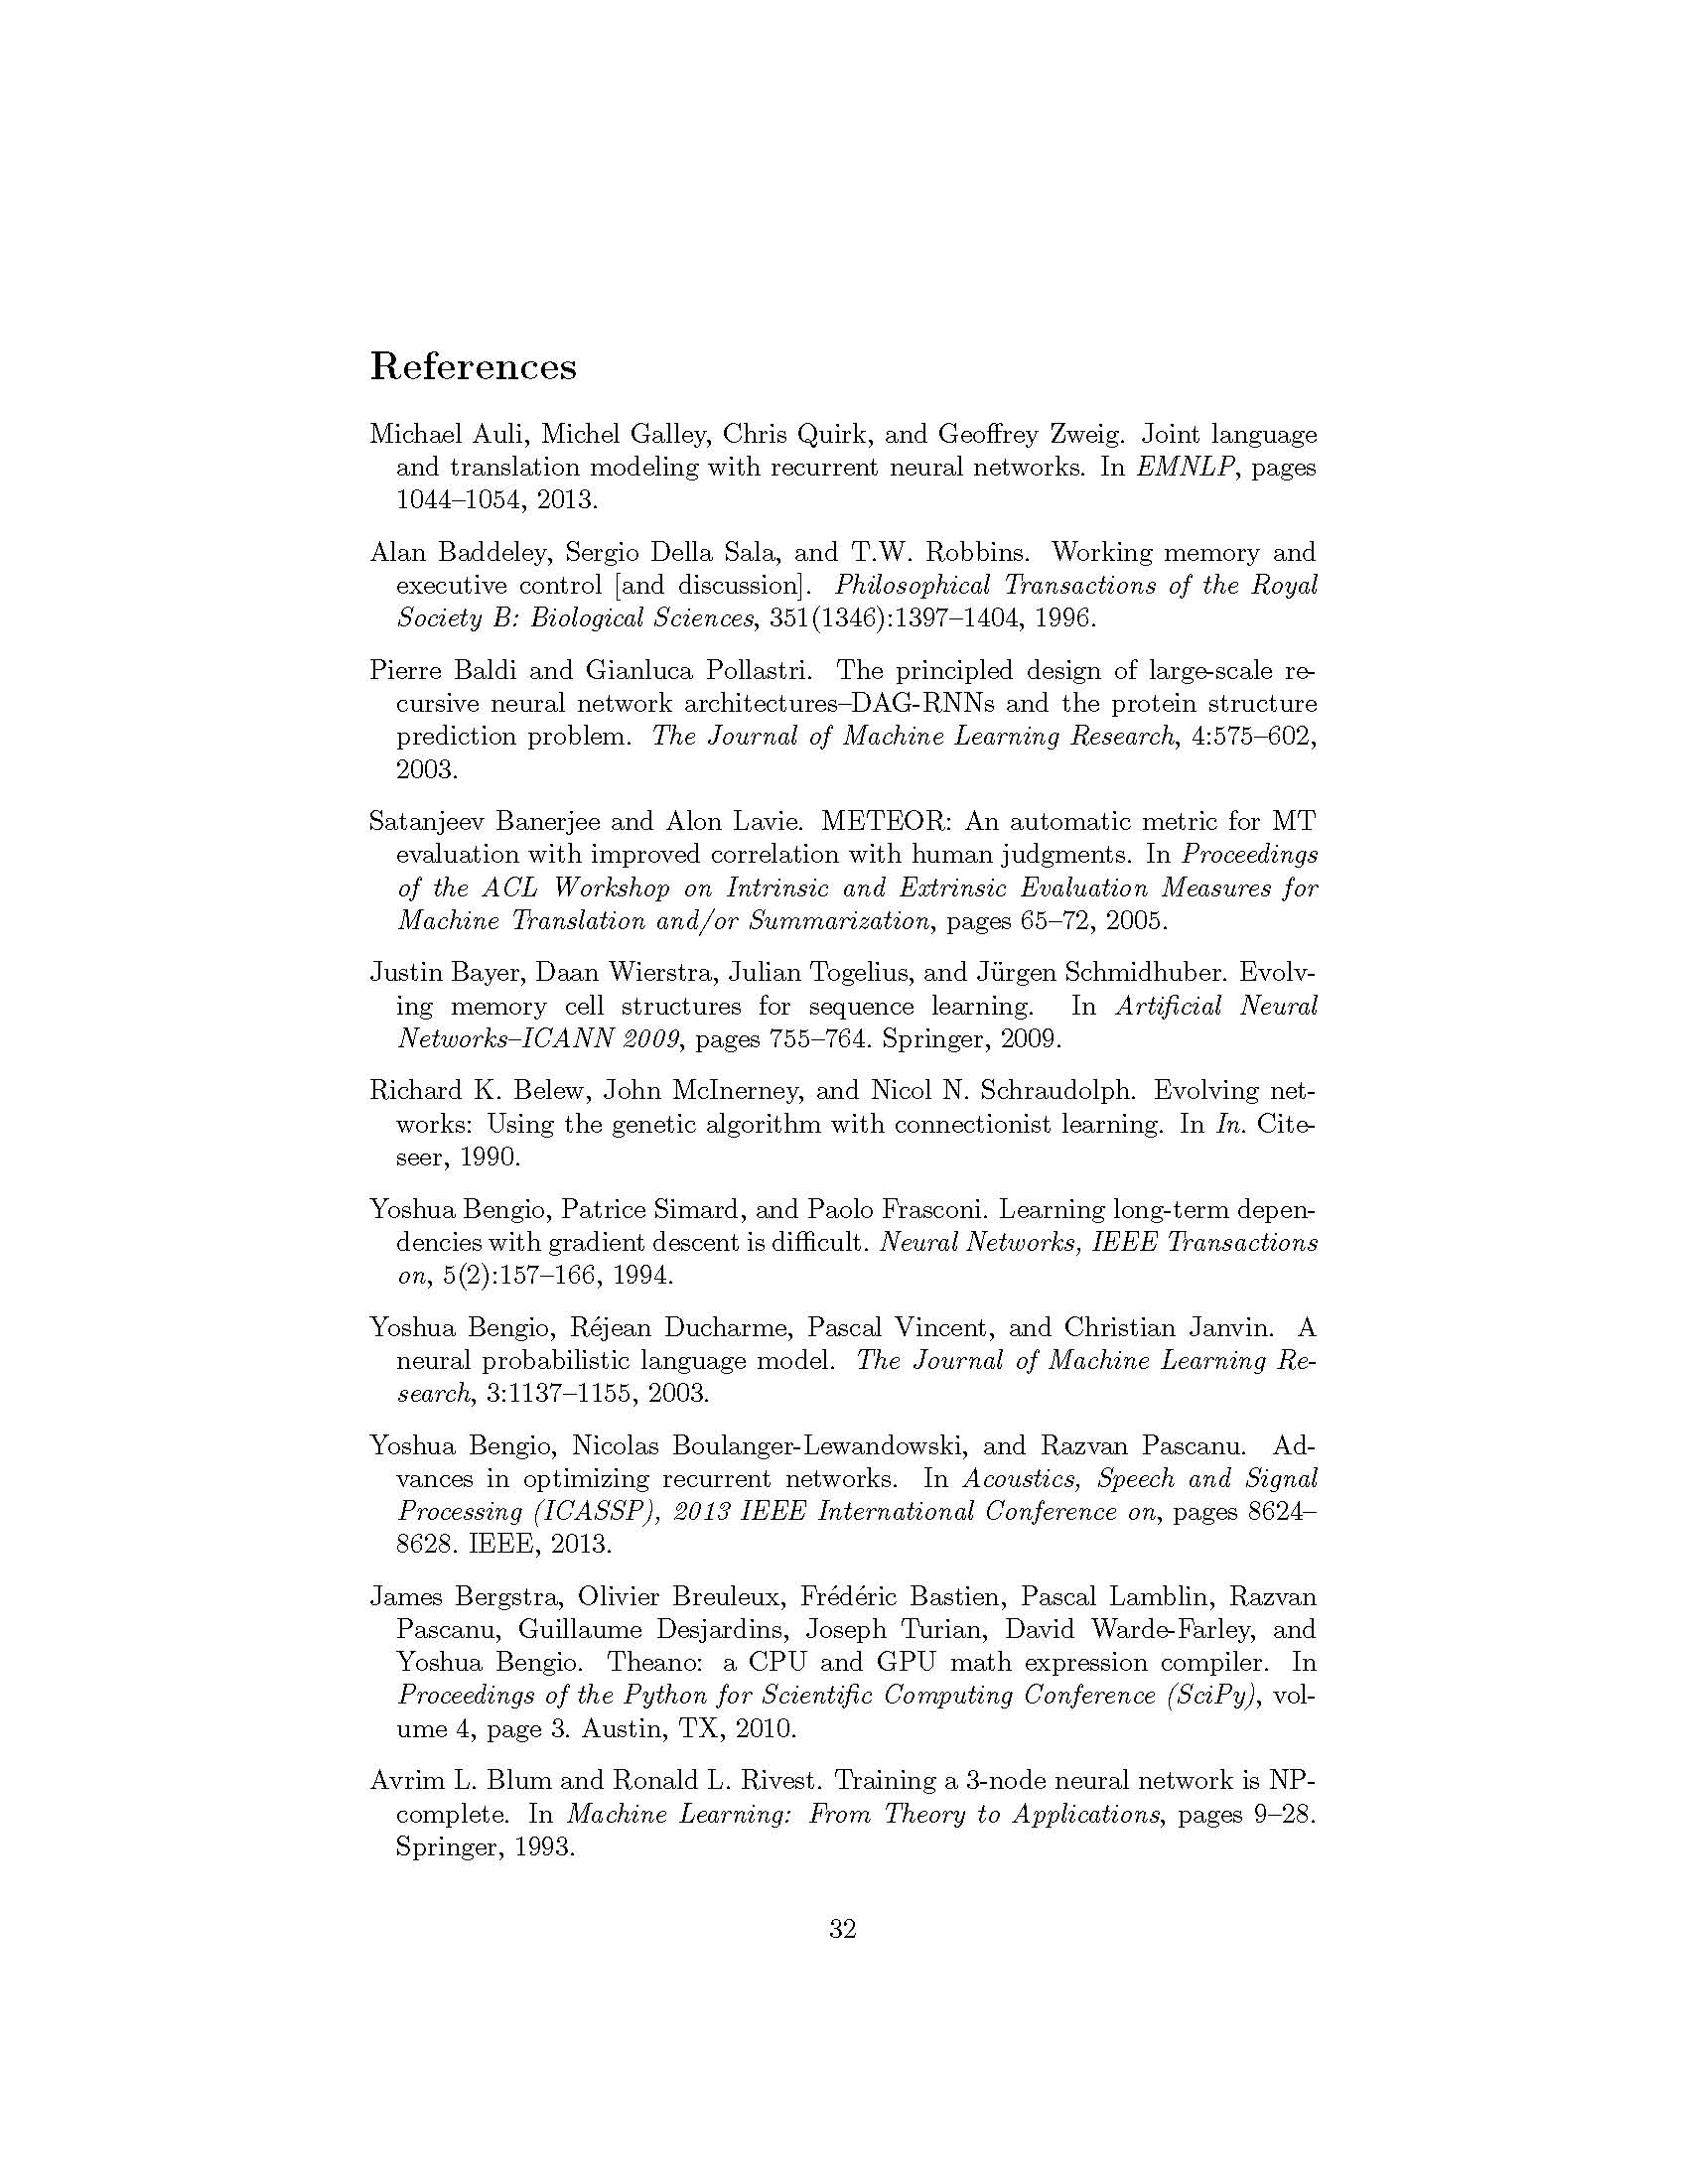 References
Michael Auli, Michel Galley, Chris Quirk, and Geoffrey Zweig. Joint language
and translation modeling with recurrent neural networks. In EMNLP, pages
1044–1054, 2013.
Alan Baddeley, Sergio Della Sala, and T.W. Robbins. Working memory and
executive control [and discussion]. Philosophical Transactions of the Royal
Society B: Biological Sciences, 351(1346):1397–1404, 1996.
Pierre Baldi and Gianluca Pollastri. The principled design of large-scale re-
cursive neural network architectures–DAG-RNNs and the protein structure
prediction problem. The Journal of Machine Learning Research, 4:575–602,
2003.
Satanjeev Banerjee and Alon Lavie. METEOR: An automatic metric for MT
evaluation with improved correlation with human judgments. In Proceedings
of the ACL Workshop on Intrinsic and Extrinsic Evaluation Measures for
Machine Translation and/or Summarization, pages 65–72, 2005.
Justin Bayer, Daan Wierstra, Julian Togelius, and Jürgen Schmidhuber. Evolv-
ing memory cell structures for sequence learning. In Artificial Neural
Networks–ICANN 2009, pages 755–764. Springer, 2009.
Richard K. Belew, John McInerney, and Nicol N. Schraudolph. Evolving net-
works: Using the genetic algorithm with connectionist learning. In In. Cite-
seer, 1990.
Yoshua Bengio, Patrice Simard, and Paolo Frasconi. Learning long-term depen-
dencies with gradient descent is difficult. Neural Networks, IEEE Transactions
on, 5(2):157–166, 1994.
Yoshua Bengio, Réjean Ducharme, Pascal Vincent, and Christian Janvin. A
neural probabilistic language model. The Journal of Machine Learning Re-
search, 3:1137–1155, 2003.
Yoshua Bengio, Nicolas Boulanger-Lewandowski, and Razvan Pascanu. Ad-
vances in optimizing recurrent networks. In Acoustics, Speech and Signal
Processing (ICASSP), 2013 IEEE International Conference on, pages 8624–
8628. IEEE, 2013.
James Bergstra, Olivier Breuleux, Frédéric Bastien, Pascal Lamblin, Razvan
Pascanu, Guillaume Desjardins, Joseph Turian, David Warde-Farley, and
Yoshua Bengio. Theano: a CPU and GPU math expression compiler. In
Proceedings of the Python for Scientific Computing Conference (SciPy), vol-
ume 4, page 3. Austin, TX, 2010.
Avrim L. Blum and Ronald L. Rivest. Training a 3-node neural network is NP-
complete. In Machine Learning: From Theory to Applications, pages 9–28.
Springer, 1993.
32